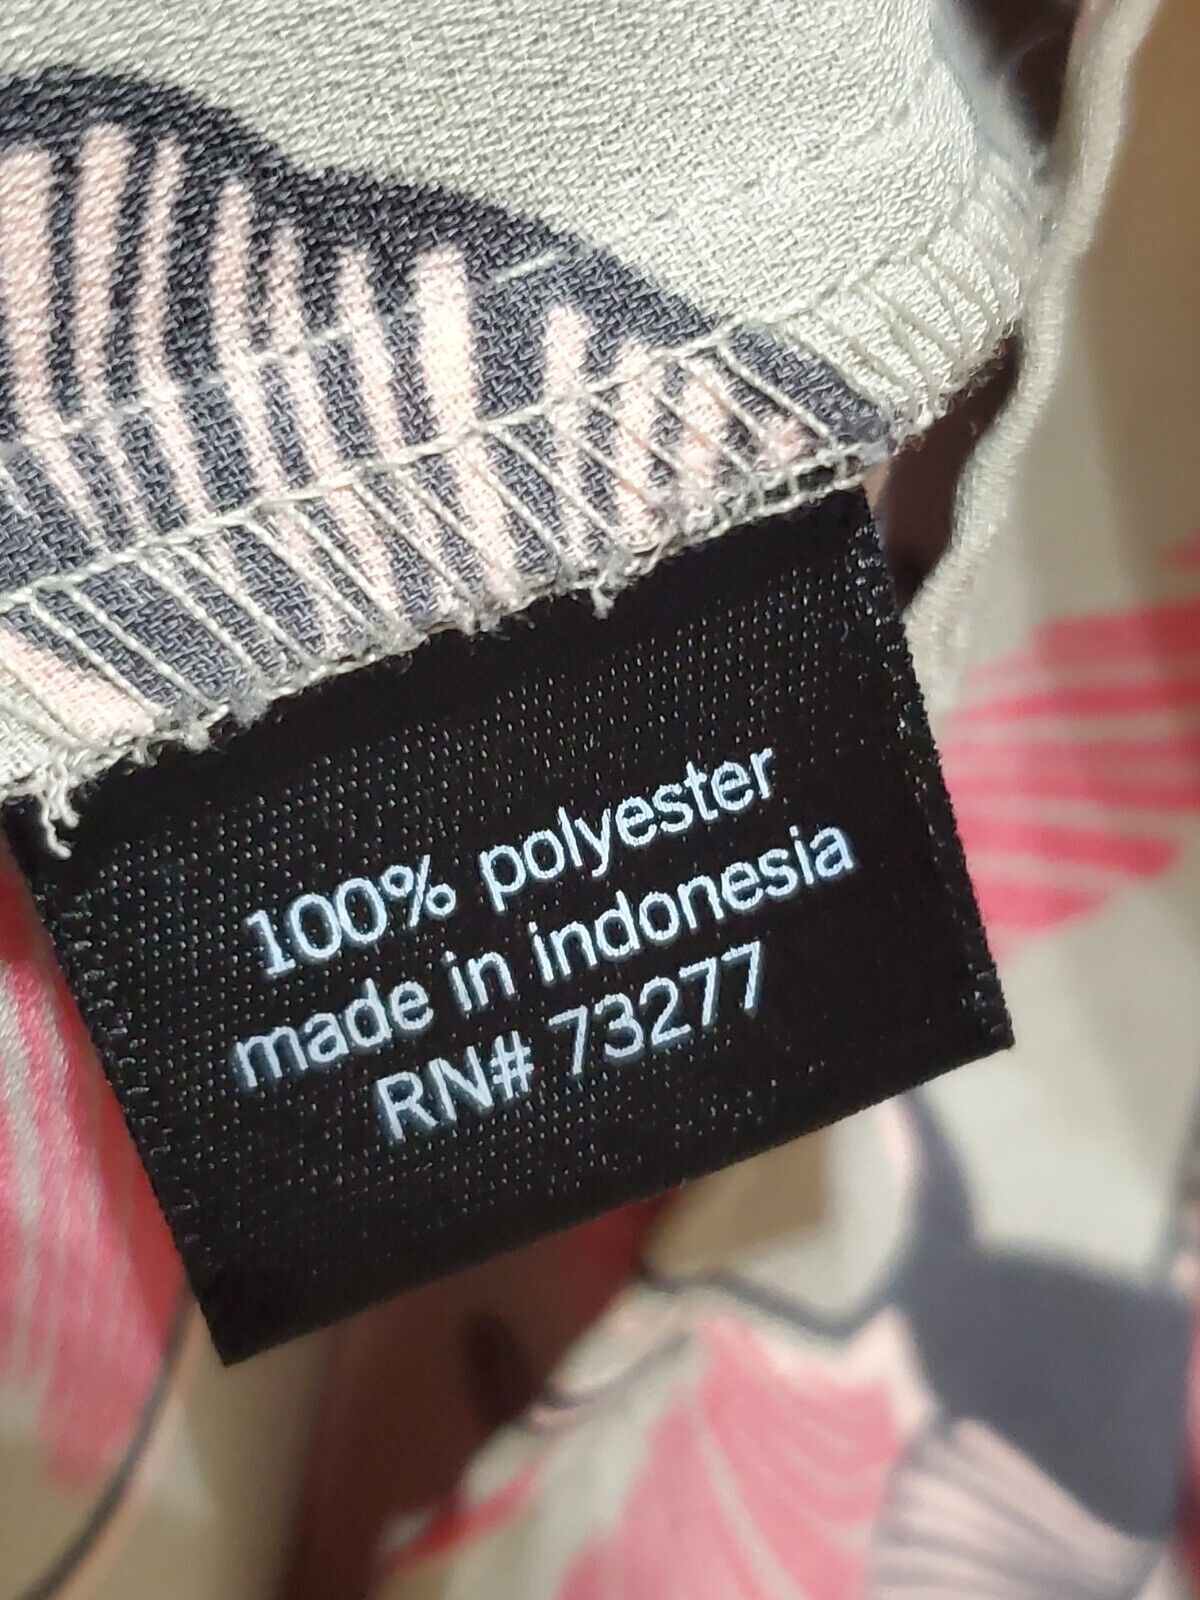 100% polyester
made in indonesia
RN# 73277